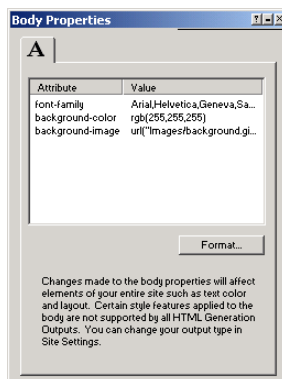 Body Properties
A
Attribute Value
font-family Arial,Helvetica,Geneva,Sa...
background-color rgb(255,255,255)
background-image url("Images/background.gi...
Format...
Changes made to the body properties will affect
elements of your entire site such as text color
and layout. Certain style features applied to the
body are not supported by all HTML Generation
Outputs. You can change your output type in
Site Settings.